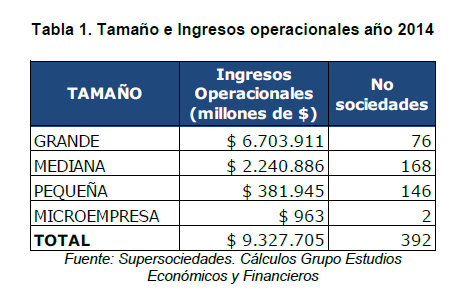 Tabla 1. Tamaño e Ingresos operacionales año 2014
TAMAÑO Ingresos Operacionales (millones de $) No sociedades
GRANDE $ 6.703.911 76
MEDIANA $ 2.240.886 168
PEQUEÑA $ 381.945 146
MICROEMPRESA $ 963 2
TOTAL $ 9.327.705 392
Fuente: Supersociedades. Cálculos Grupo Estudios
Económicos y Financieros